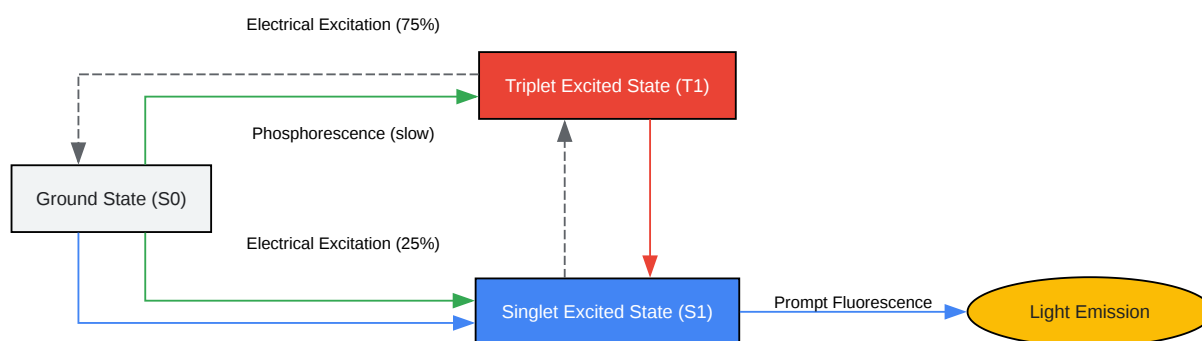 Electrical Excitation (75%)
Triplet Excited State (T1)
Phosphorescence (slow)
Ground State (S0)
Electrical Excitation (25%)
Singlet Excited State (S1)
Prompt Fluorescence
Light Emission